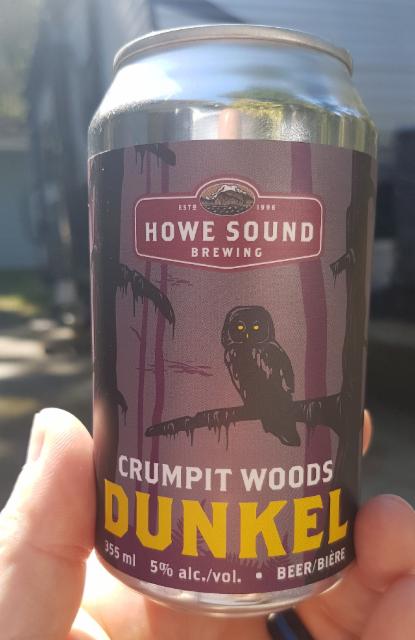 ESTD 1996
HOWE SOUND
BREWING
CRUMPIT WOODS
DUNKEL
355 ml 5% alc./vol. • BEER/BIÈRE